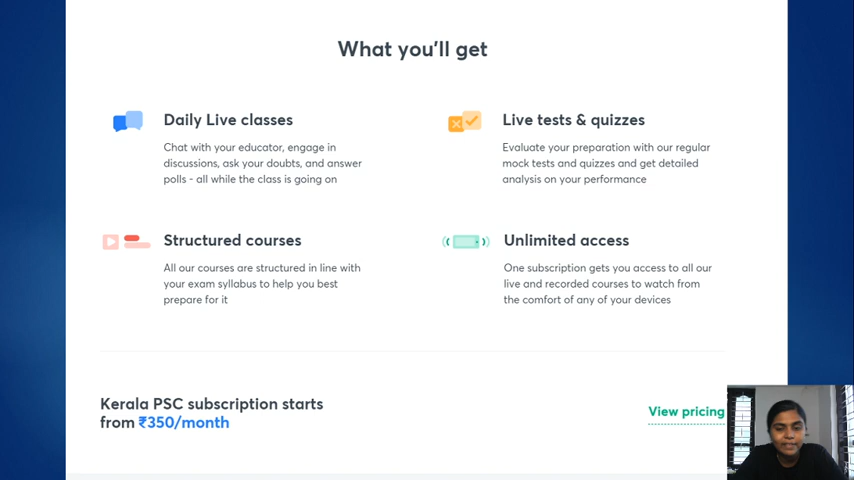 What you'll get
Daily Live classes
Chat with your educator, engage in
discussions, ask your doubts, and answer
polls - all while the class is going on
Live tests & quizzes
Evaluate your preparation with our regular
mock tests and quizzes and get detailed
analysis on your performance
Structured courses
All our courses are structured in line with
your exam syllabus to help you best
prepare for it
Unlimited access
One subscription gets you access to all our
live and recorded courses to watch from
the comfort of any of your devices
Kerala PSC subscription starts
from ₹350/month
View pricing